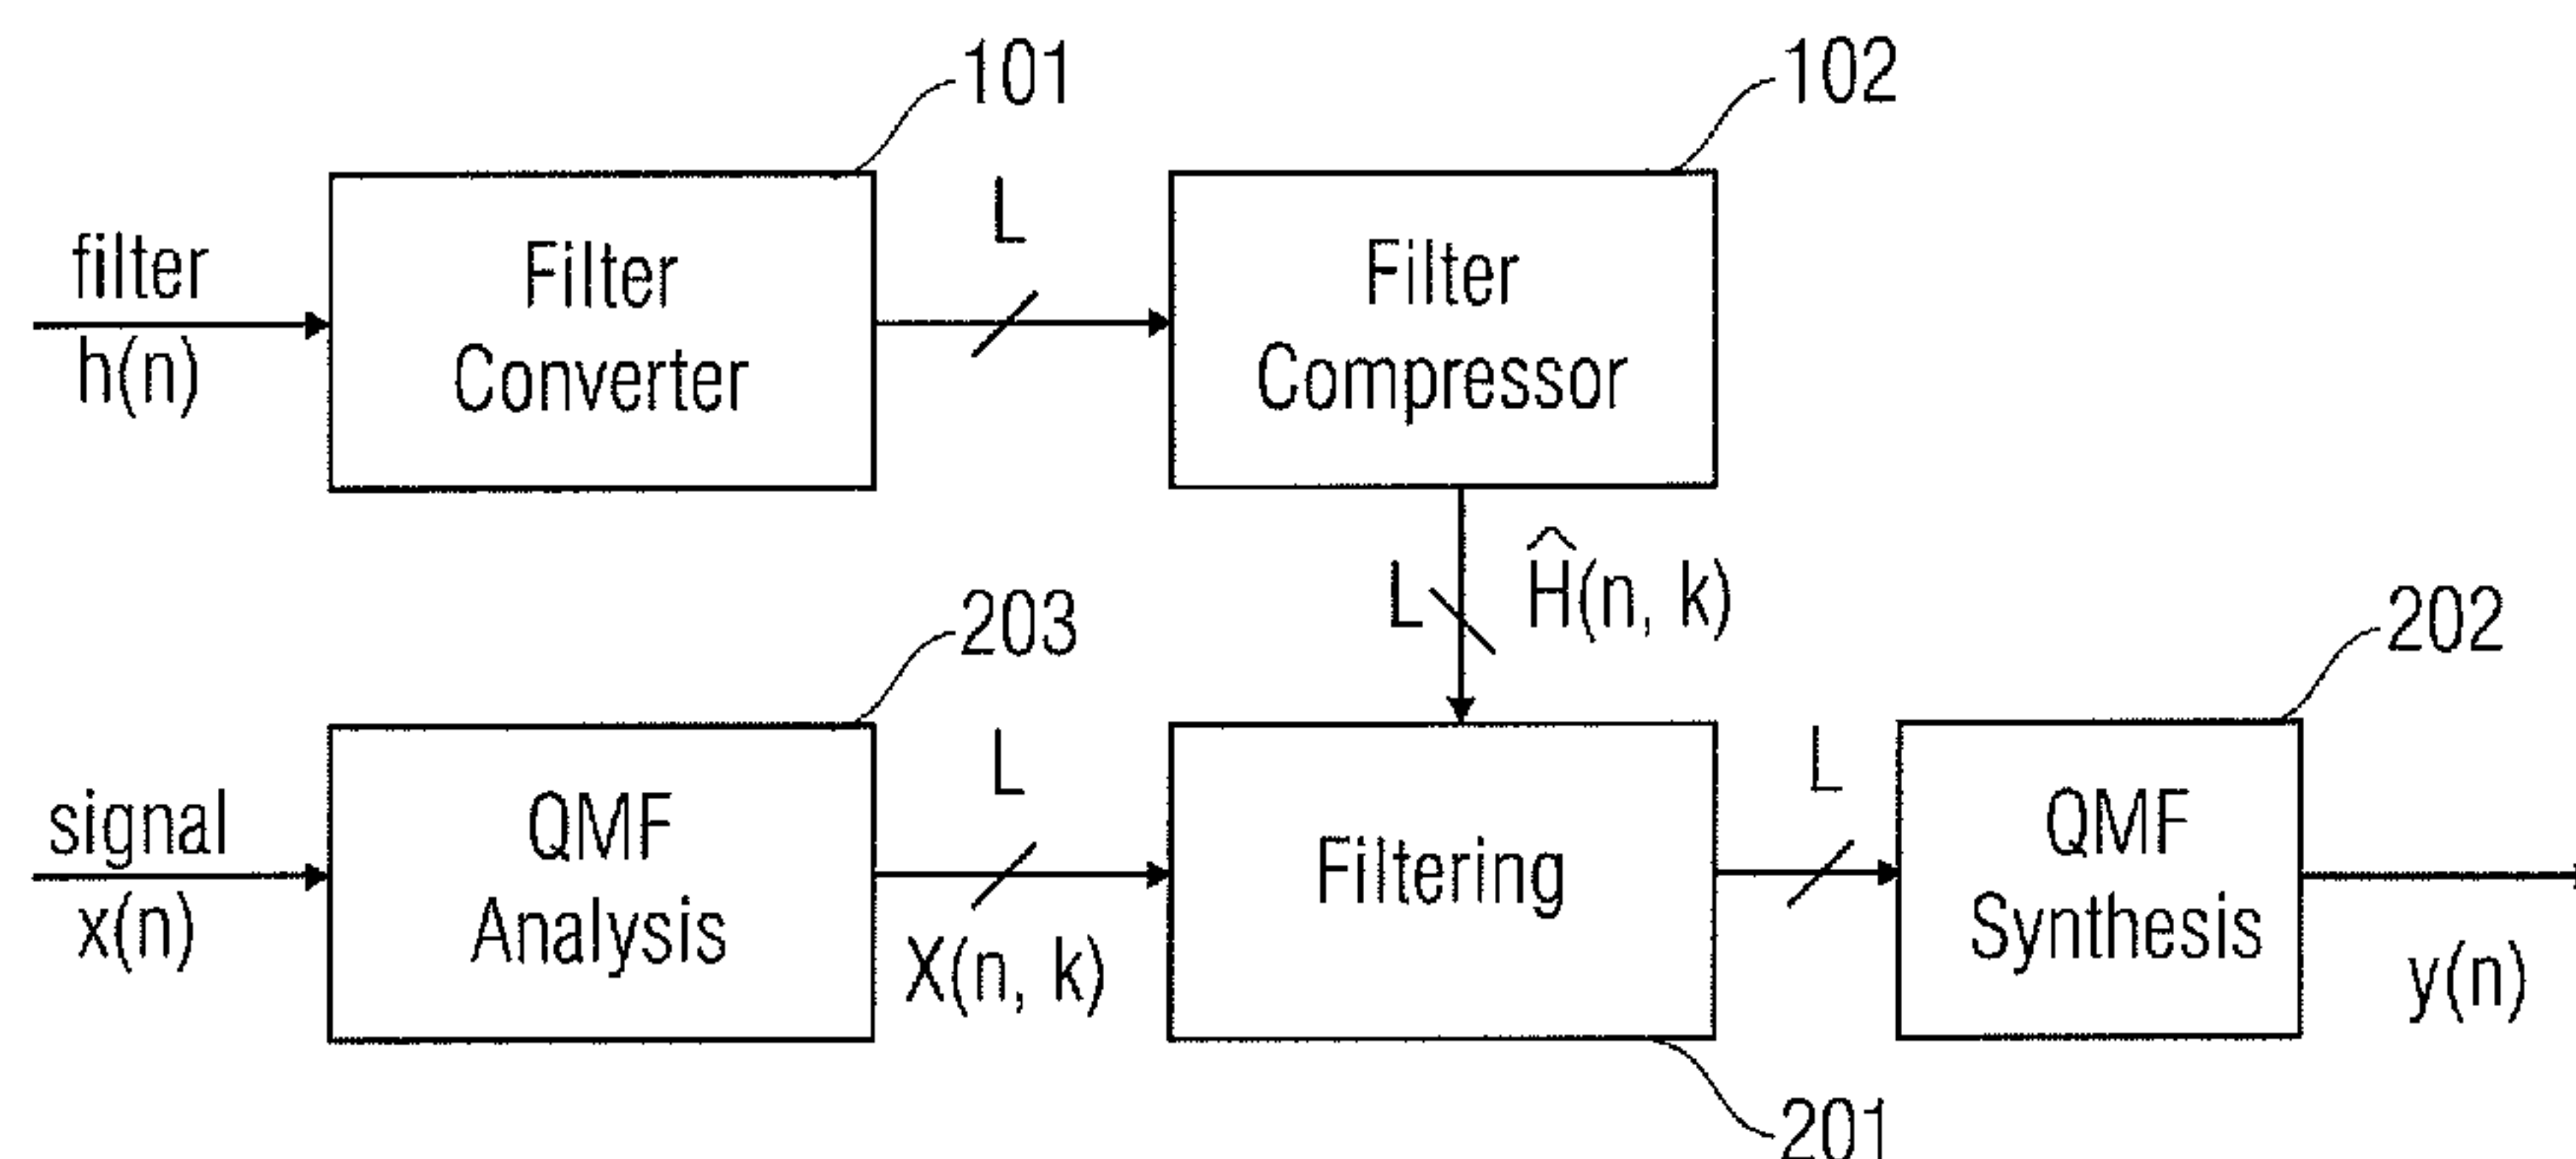 101
102
filter
h(n)
Filter
Converter
L
Filter
Compressor
L
Ĥ(n, k)
203
202
signal
x(n)
QMF
Analysis
L
X(n, k)
Filtering
L
QMF
Synthesis
y(n)
201